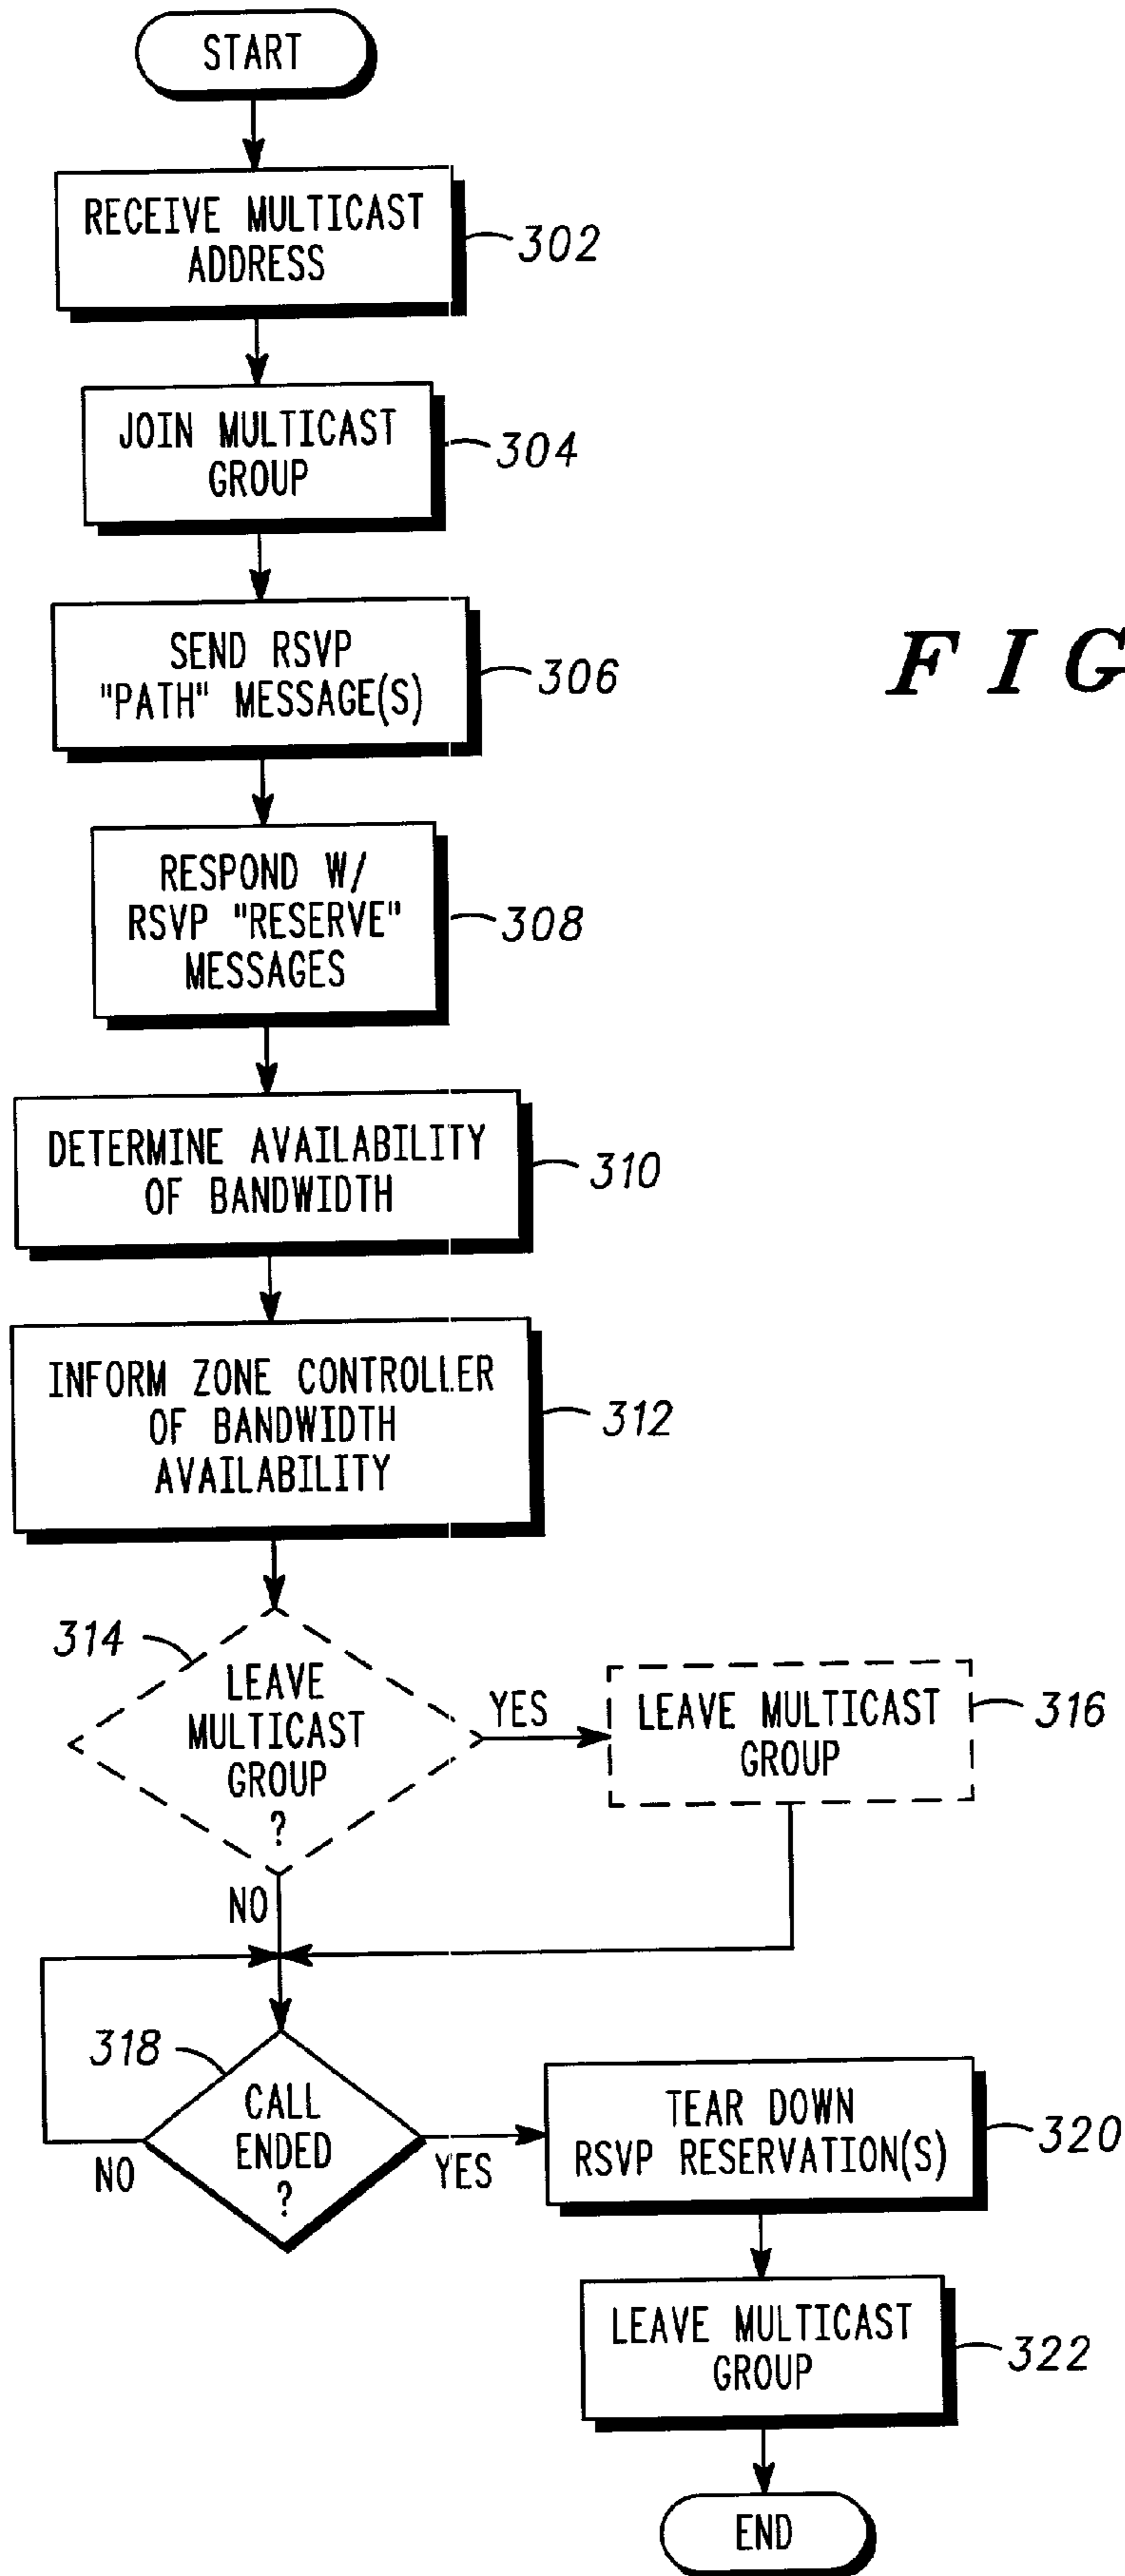 START
RECEIVE MULTICAST
ADDRESS
302
JOIN MULTICAST
GROUP
304
SEND RSVP
"PATH" MESSAGE(S)
306
F I G
RESPOND W/
RSVP "RESERVE"
MESSAGES
308
DETERMINE AVAILABILITY
OF BANDWIDTH
310
INFORM ZONE CONTROLLER
OF BANDWIDTH
AVAILABILITY
312
314
LEAVE
MULTICAST
GROUP
?
YES
LEAVE MULTICAST
GROUP
316
NO
318
CALL
ENDED
?
NO
YES
TEAR DOWN
RSVP RESERVATION(S)
320
LEAVE MULTICAST
GROUP
322
END